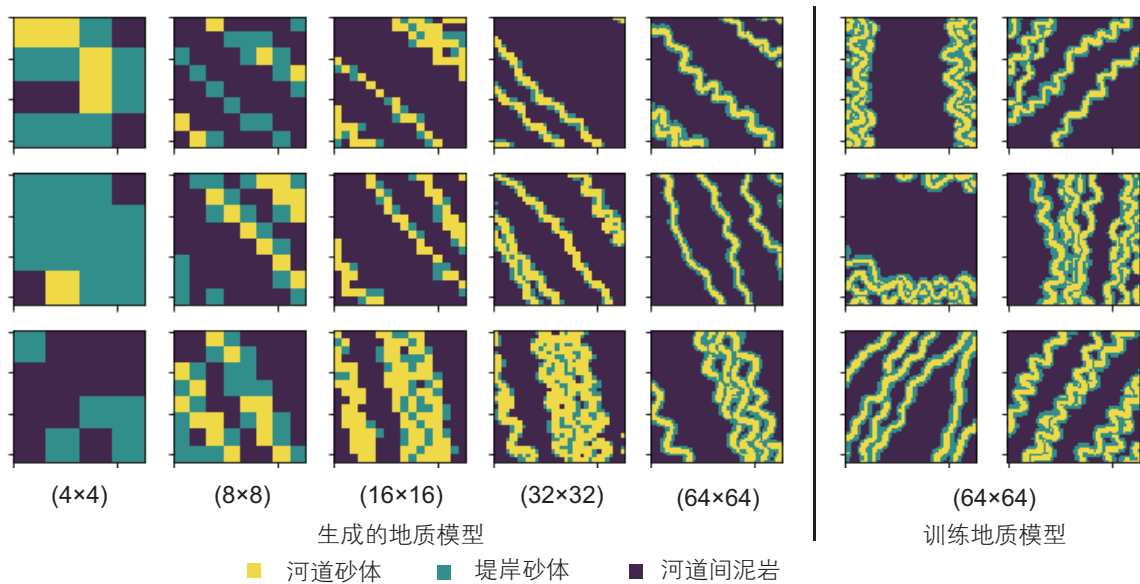 (4×4) (8×8) (16×16) (32×32) (64×64) (64×64)
生成的地质模型 训练地质模型
河道砂体 堤岸砂体 河道间泥岩